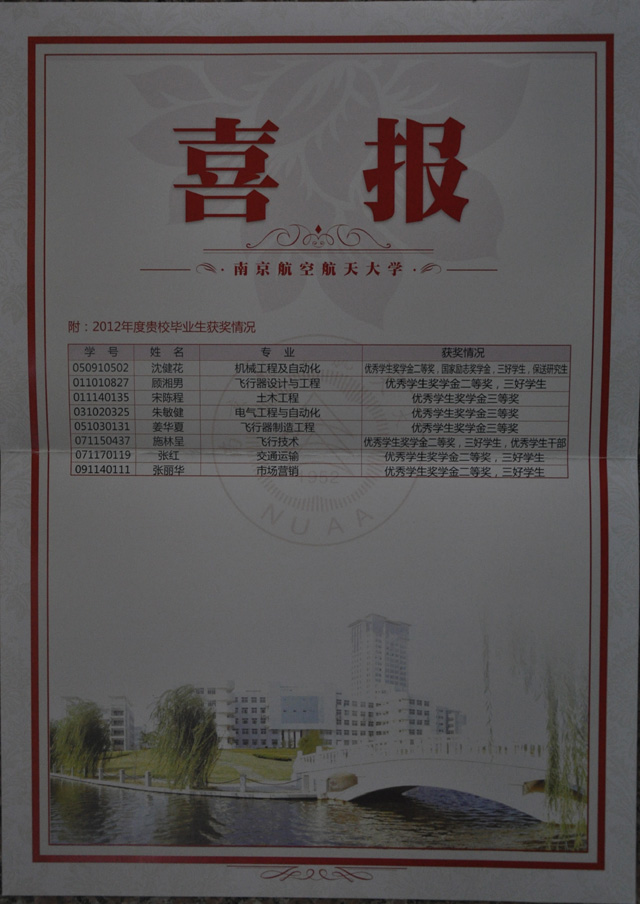 喜 报
南京航空航天大学
附：2012年度贵校毕业生获奖情况
学 号 姓 名 专 业 获奖情况
050910502 沈健花 机械工程及自动化 优秀学生奖学金二等奖，国家励志奖学金，三好学生，保送研究生
011010827 顾湘男 飞行器设计与工程 优秀学生奖学金二等奖，三好学生
011140135 宋陈程 土木工程 优秀学生奖学金三等奖
031020325 朱敏健 电气工程与自动化 优秀学生奖学金三等奖
051030131 姜华夏 飞行器制造工程 优秀学生奖学金三等奖
071150437 施林呈 飞行技术 优秀学生奖学金二等奖，三好学生，优秀学生干部
071170119 张红 交通运输 优秀学生奖学金二等奖，三好学生
091140111 张丽华 市场营销 优秀学生奖学金二等奖，三好学生
1952
NUAA